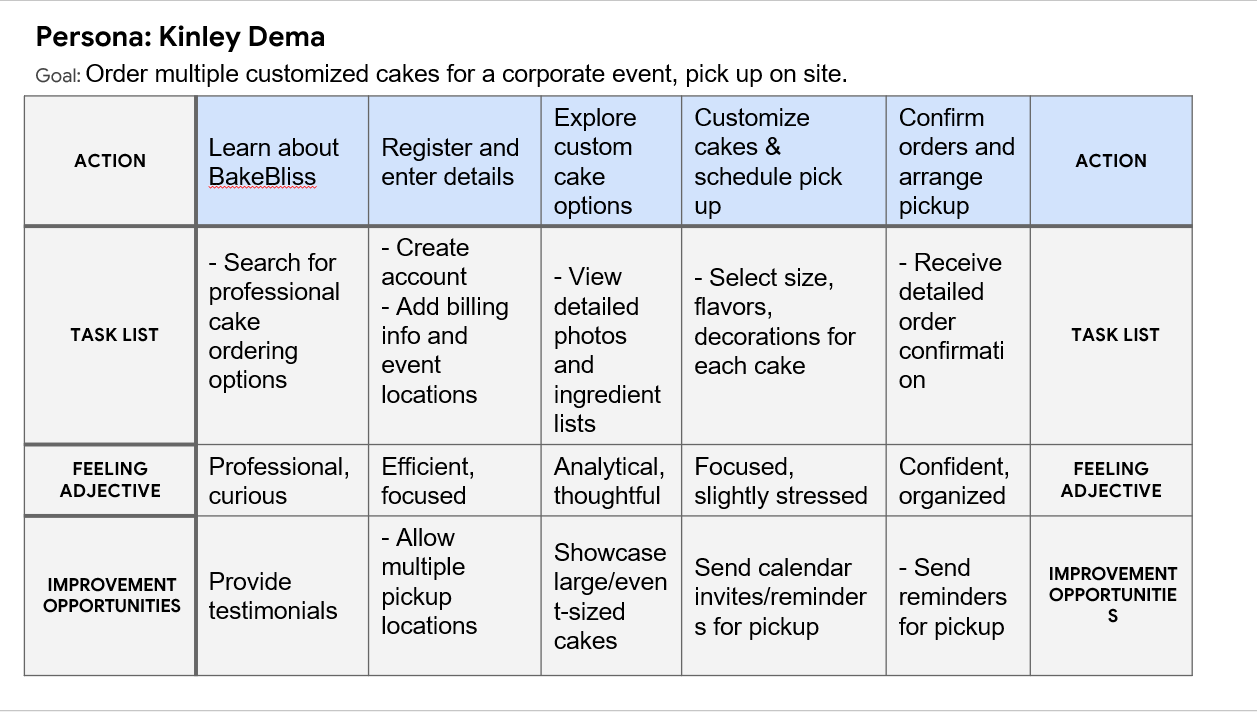 Persona: Kinley Dema
Goal: Order multiple customized cakes for a corporate event, pick up on site.
ACTION
Learn about
BakeBliss
Register and
enter details
Explore
custom
cake
options
Customize
cakes &
schedule pick
up
Confirm
orders and
arrange
pickup
ACTION
TASK LIST
- Search for
professional
cake
ordering
options
- Create
account
- Add billing
info and
event
locations
- View
detailed
photos
and
ingredient
lists
- Select size,
flavors,
decorations for
each cake
- Receive
detailed
order
confirmati
on
TASK LIST
FEELING
ADJECTIVE
Professional,
curious
Efficient,
focused
Analytical,
thoughtful
Focused,
slightly stressed
Confident,
organized
FEELING
ADJECTIVE
IMPROVEMENT
OPPORTUNITIES
Provide
testimonials
- Allow
multiple
pickup
locations
Showcase
large/even
t-sized
cakes
Send calendar
invites/reminder
s for pickup
- Send
reminders
for pickup
IMPROVEMENT
OPPORTUNITIE
S